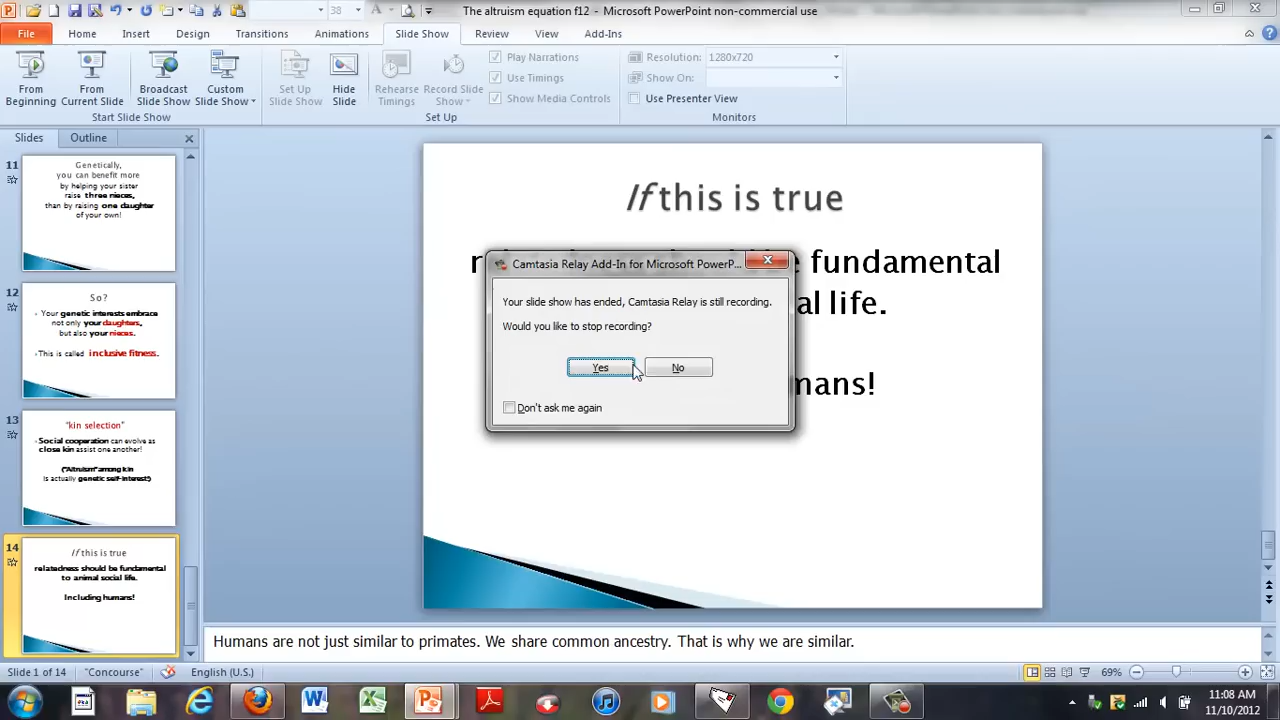 The altruism equation f12 - Microsoft PowerPoint non-commercial use
38
File Home Insert Design Transitions Animations Slide Show Review View Add-Ins
From Beginning
From Current Slide
Broadcast Slide Show
Custom Slide Show
Set Up Slide Show
Hide Slide
Rehearse Timings
Record Slide Show
Play Narrations
Use Timings
Show Media Controls
Resolution: 1280x720
Show On:
Use Presenter View
Start Slide Show
Set Up
Monitors
Slides Outline
11
Genetically,
you can benefit more
by helping your sister
raise three nieces,
than by raising one daughter
of your own!
12
So?
Your genetic interests embrace
not only your daughters,
but also your nieces.
This is called inclusive fitness.
13
"kin selection"
Social cooperation can evolve as
close kin assist one another!
("Altruism" among kin
is actually genetic self-interest!)
14
If this is true
relatedness should be fundamental
to animal social life.
Including humans!
If this is true
fundamental
al life.
mans!
Camtasia Relay Add-In for Microsoft PowerP...
Your slide show has ended, Camtasia Relay is still recording.
Would you like to stop recording?
Yes No
Don't ask me again
Humans are not just similar to primates. We share common ancestry. That is why we are similar.
Slide 1 of 14 "Concourse" English (U.S.) 69%
11:08 AM
11/10/2012